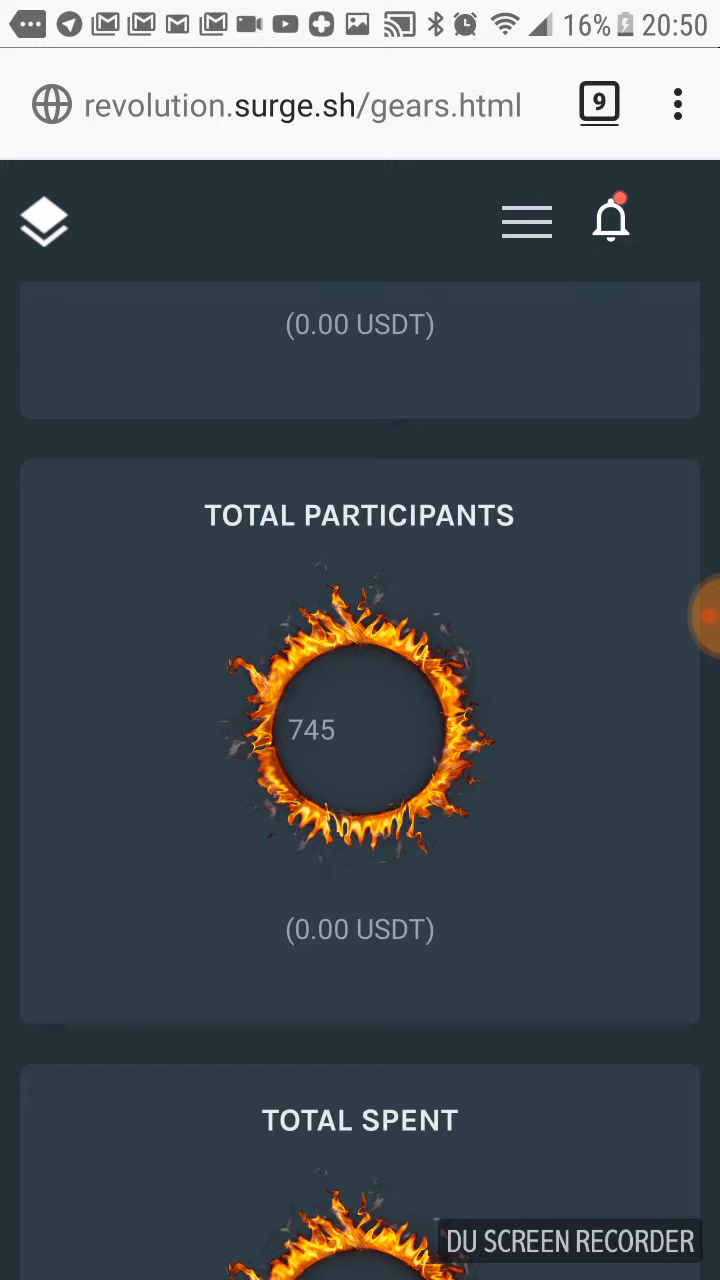 16% 20:50
revolution.surge.sh/gears.html 9
(0.00 USDT)
TOTAL PARTICIPANTS
745
(0.00 USDT)
TOTAL SPENT
DU SCREEN RECORDER